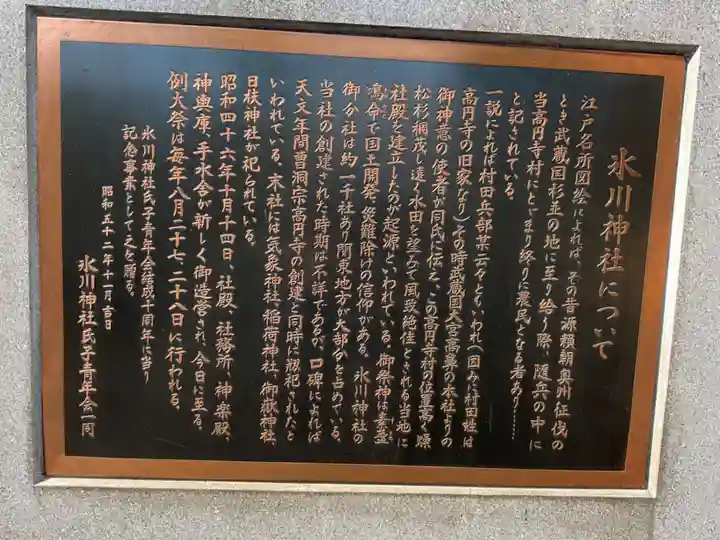 氷川神社について
江戸名所図絵によれば、その昔源頼朝奥州征伐の
とき武蔵国杉並の地に至り給う際、随兵の中に
当高円寺村にとどまり終りに農民となる者あり……
と記されている。
一説によれば村田兵部某云々ともいわれ(因みに村田姓は
高円寺の旧家なり)その時武蔵国大宮高鼻の本社よりの
御神意の使者が同氏に伝え、この高円寺村の位置高く燥
松杉桐茂し遠く水田を望みて風致絶佳とされる当地に
社殿を建立したのが起源といわれている。御祭神は素盞
鳴命で国土開発、災難除けの信仰がある。氷川神社の
御分社は約一千社あり関東地方が大部分を占めている。
当社の創建された時期は不詳であるが、口碑によれば
天文年間曹洞宗高円寺の創建と同時に祀られたと
いわれている。末社には気象神社、稲荷神社、御嶽神社、
日枝神社が祀られている。
昭和四十六年十月十四日、社殿、社務所、神楽殿、
神輿庫、手水舎が新しく御造営され、今日に至る。
例大祭は毎年八月二十七、二十八日に行われる。
氷川神社氏子青年会結成十周年に当り
記念事業として之を贈る。
昭和五十二年十一月吉日
氷川神社氏子青年会一同